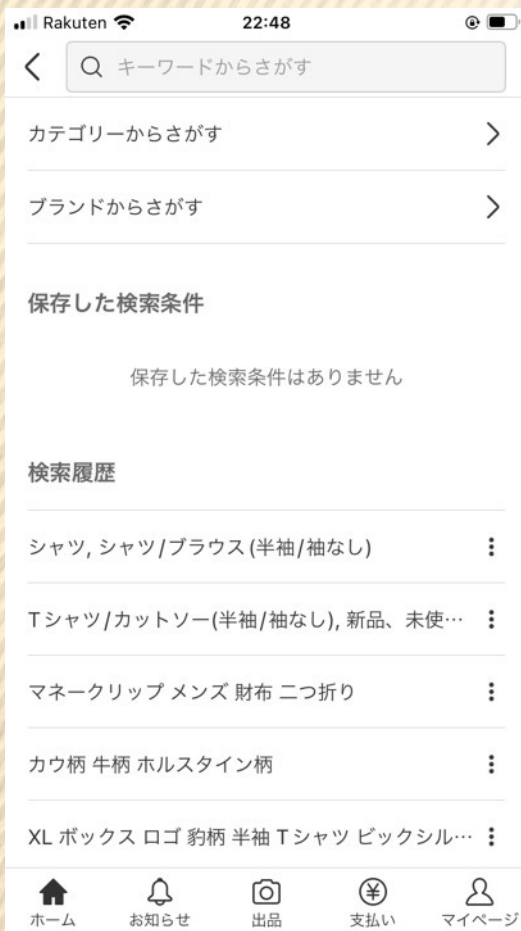 Rakuten 22:48
キーワードからさがす
カテゴリーからさがす
ブランドからさがす
保存した検索条件
保存した検索条件はありません
検索履歴
シャツ, シャツ/ブラウス(半袖/袖なし)
Tシャツ/カットソー(半袖/袖なし), 新品、未使…
マネークリップ メンズ 財布 二つ折り
カウ柄 牛柄 ホルスタイン柄
XL ボックス ロゴ 豹柄 半袖 Tシャツ ビックシル…
ホーム お知らせ 出品 支払い マイページ